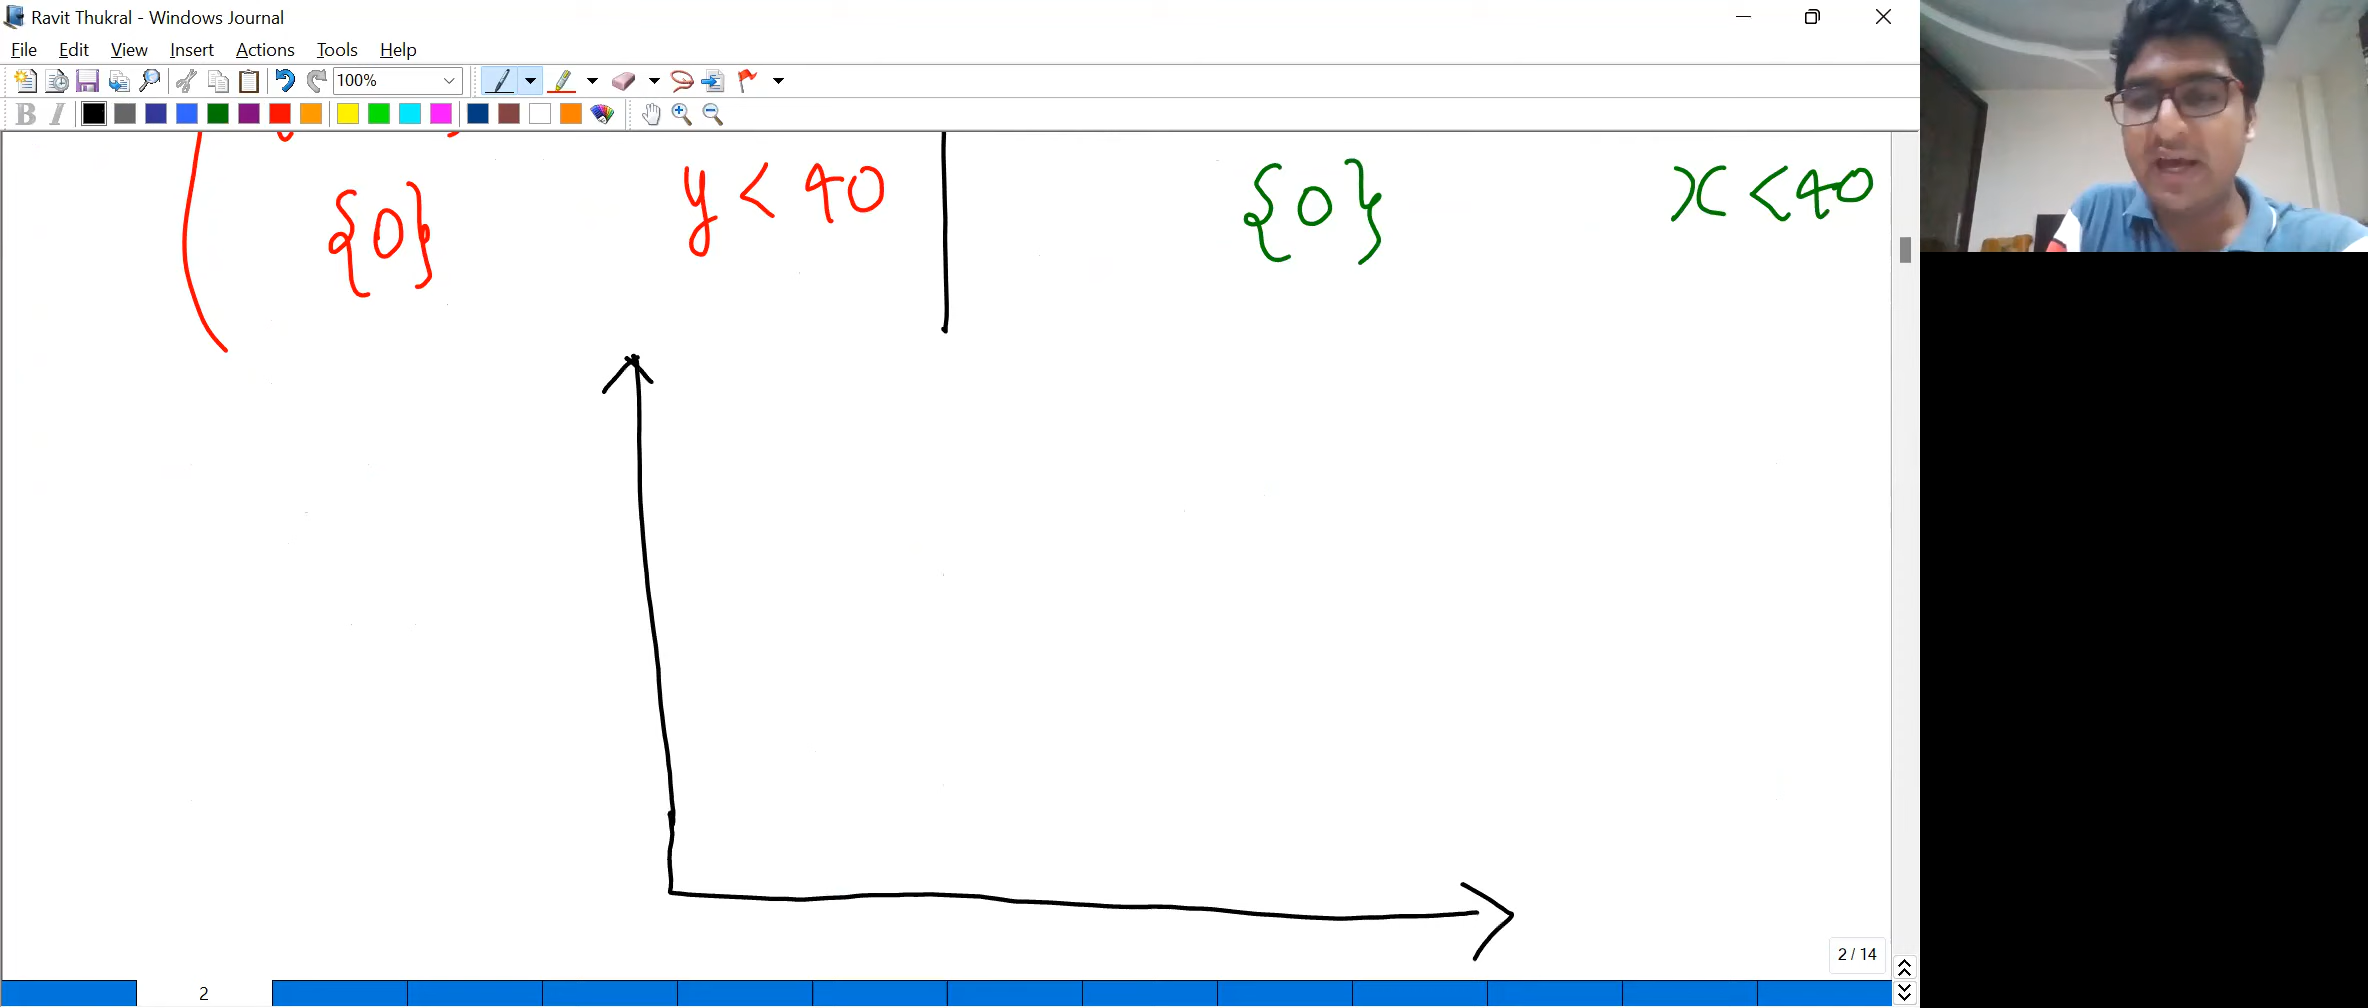 Ravit Thukral - Windows Journal
File Edit View Insert Actions Tools Help
100%
B I
{0} y < 40 {0} x < 40
2 / 14
2